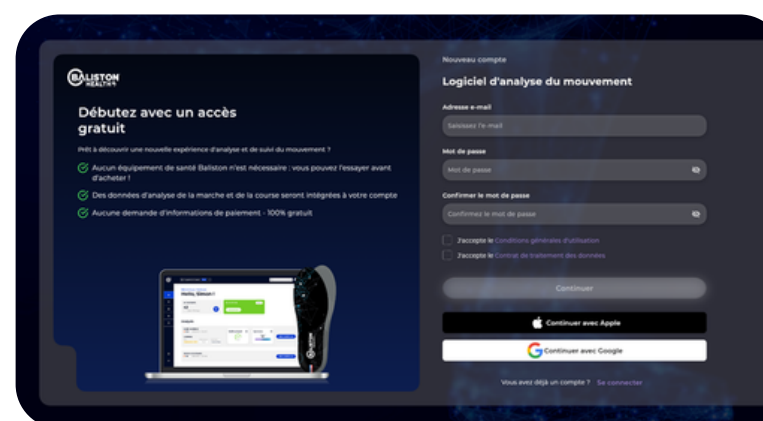 BALISTON
HEALTH
Débutez avec un accès
gratuit
Prêt à découvrir une nouvelle expérience d'analyse et de suivi du mouvement ?
Aucun équipement de santé Baliston n'est nécessaire : vous pouvez l'essayer avant
d'acheter !
Des données d'analyse de la marche et de la course seront intégrées à votre compte
Aucune demande d'informations de paiement - 100% gratuit
Hello, Simon !
BALISTON
Nouveau compte
Logiciel d'analyse du mouvement
Adresse e-mail
Saisissez l'e-mail
Mot de passe
Mot de passe
Confirmer le mot de passe
Confirmez le mot de passe
J'accepte le Conditions générales d'utilisation
J'accepte le Contrat de traitement des données
Continuer
Continuer avec Apple
Continuer avec Google
Vous avez déjà un compte ? Se connecter